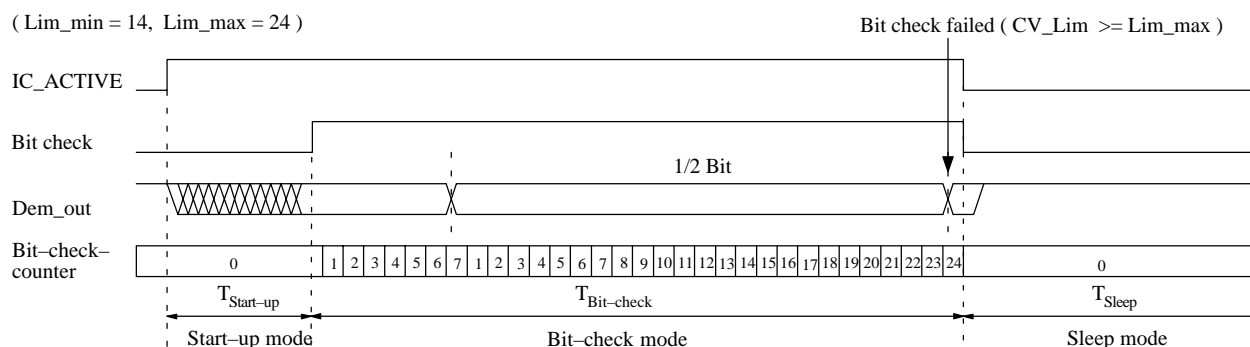 ( Lim_min = 14, Lim_max = 24 )
Bit check failed ( CV_Lim >= Lim_max )
IC_ACTIVE
Bit check
1/2 Bit
Dem_out
Bit–check–
counter
0 1 2 3 4 5 6 7 1 2 3 4 5 6 7 8 9 10 11 12 13 14 15 16 17 18 19 20 21 22 23 24 0
TStart–up TBit–check TSleep
Start–up mode Bit–check mode Sleep mode